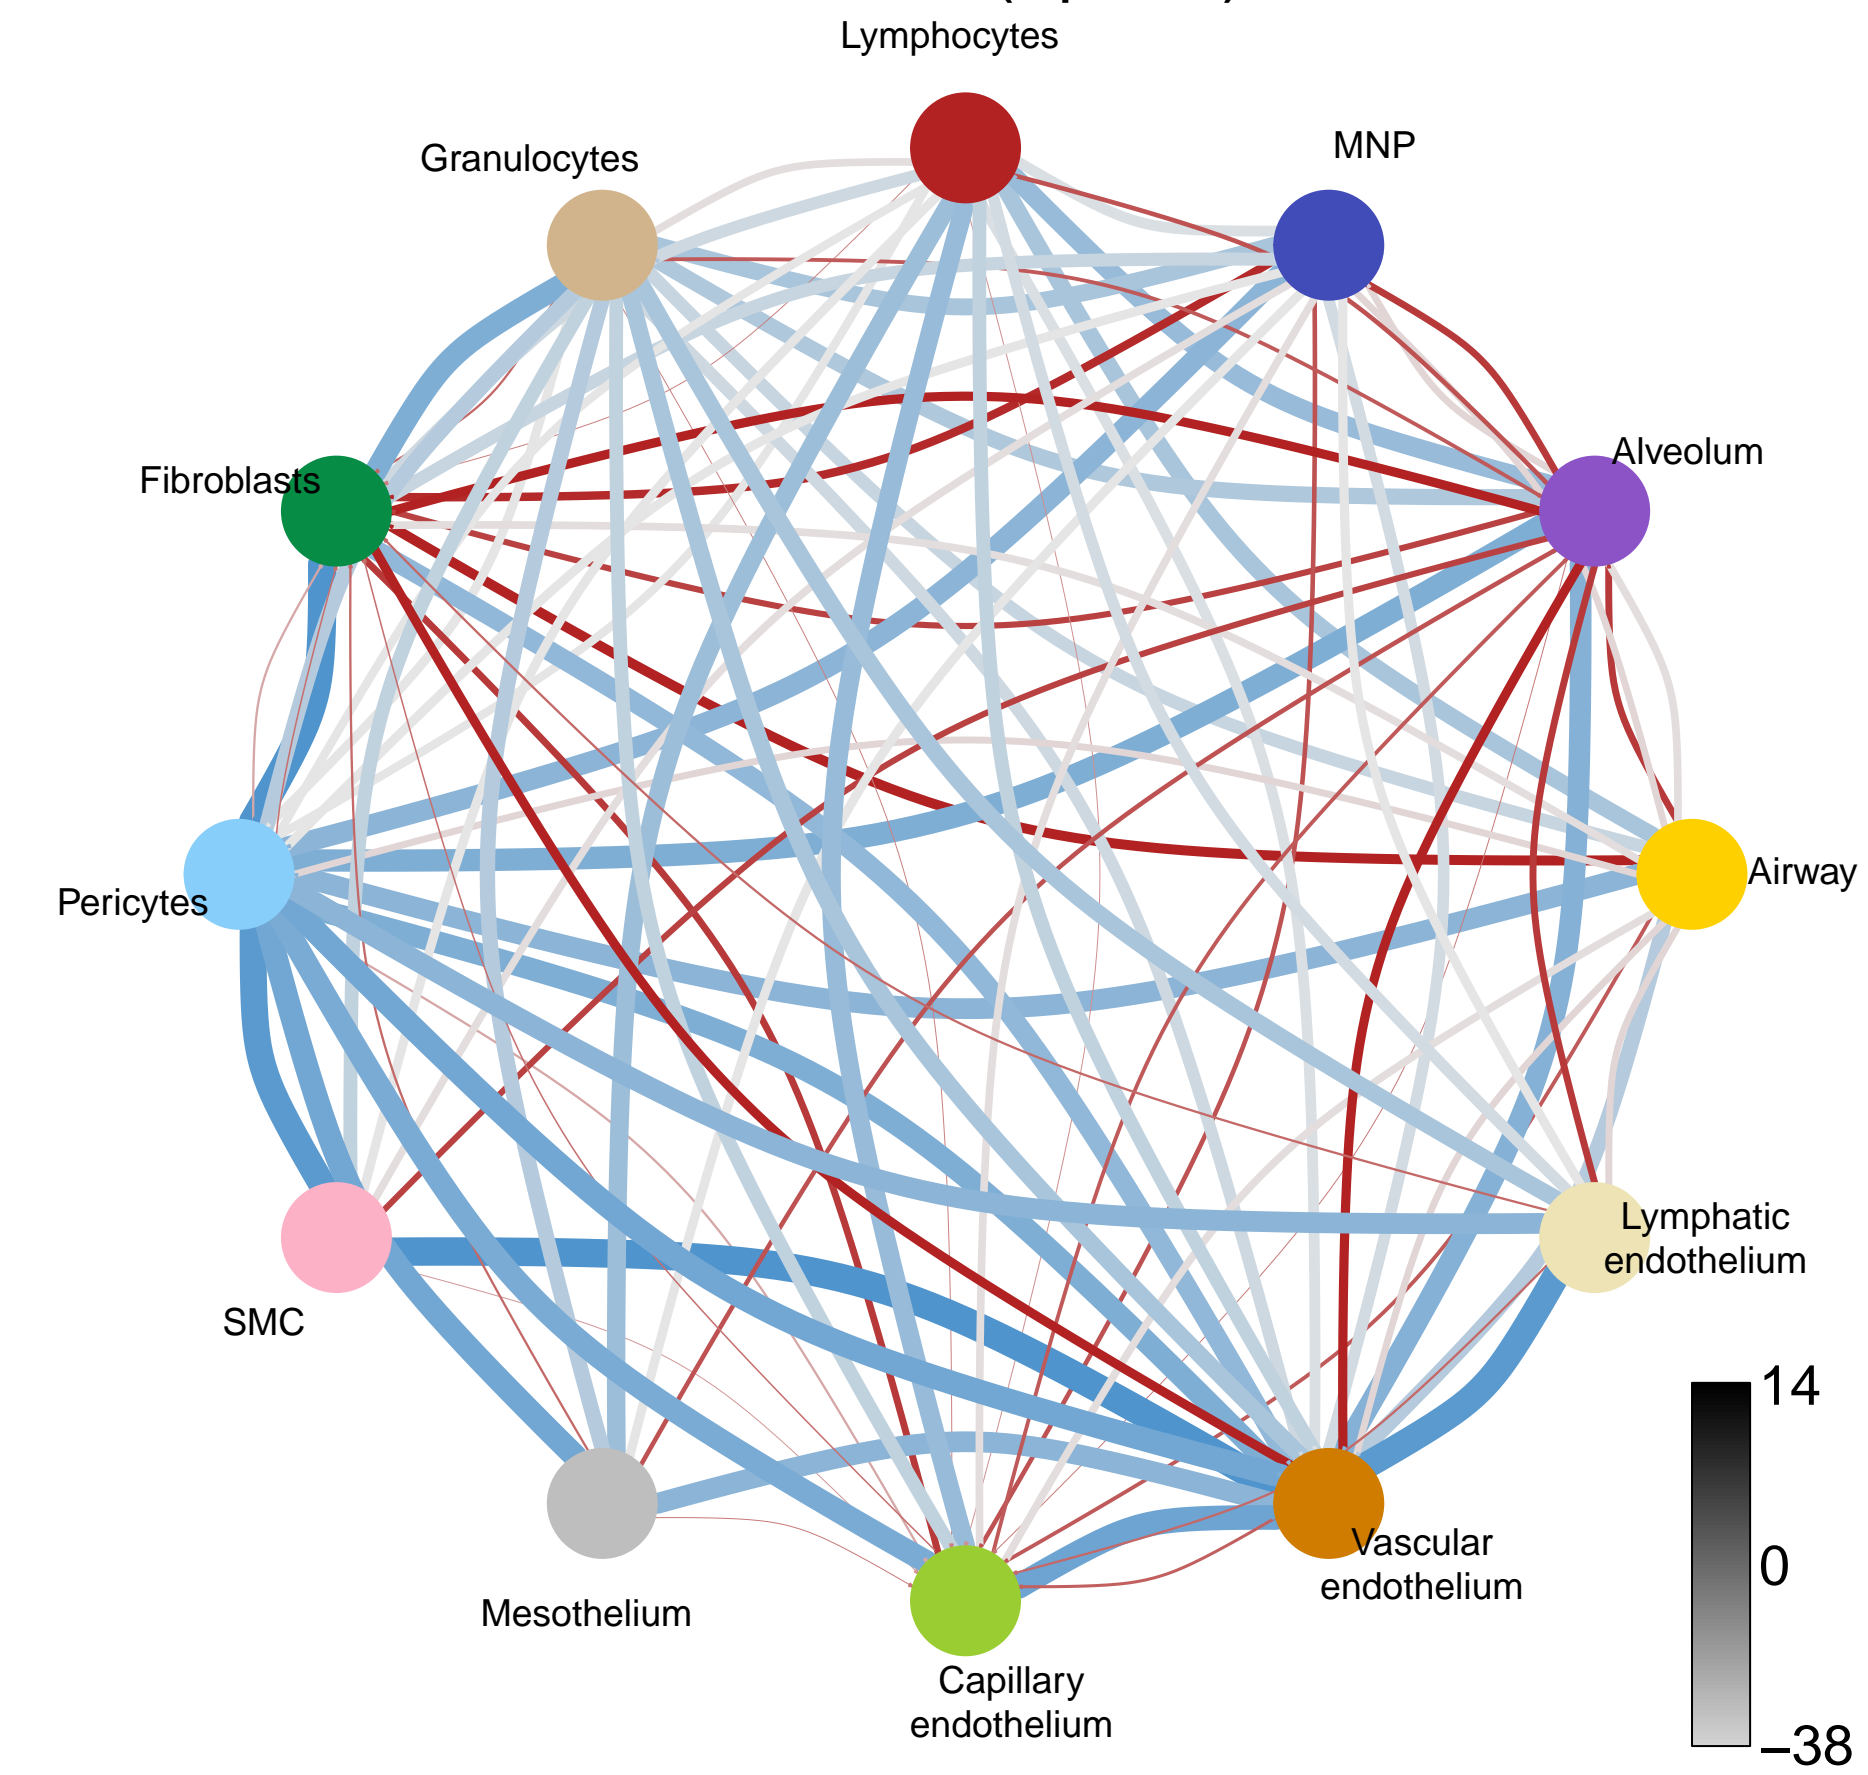 Lymphocytes
MNP
Granulocytes
Alveolum
Fibroblasts
Airway
Pericytes
Lymphatic
endothelium
SMC
14
Vascular
endothelium
0
Mesothelium
Capillary
endothelium
–38